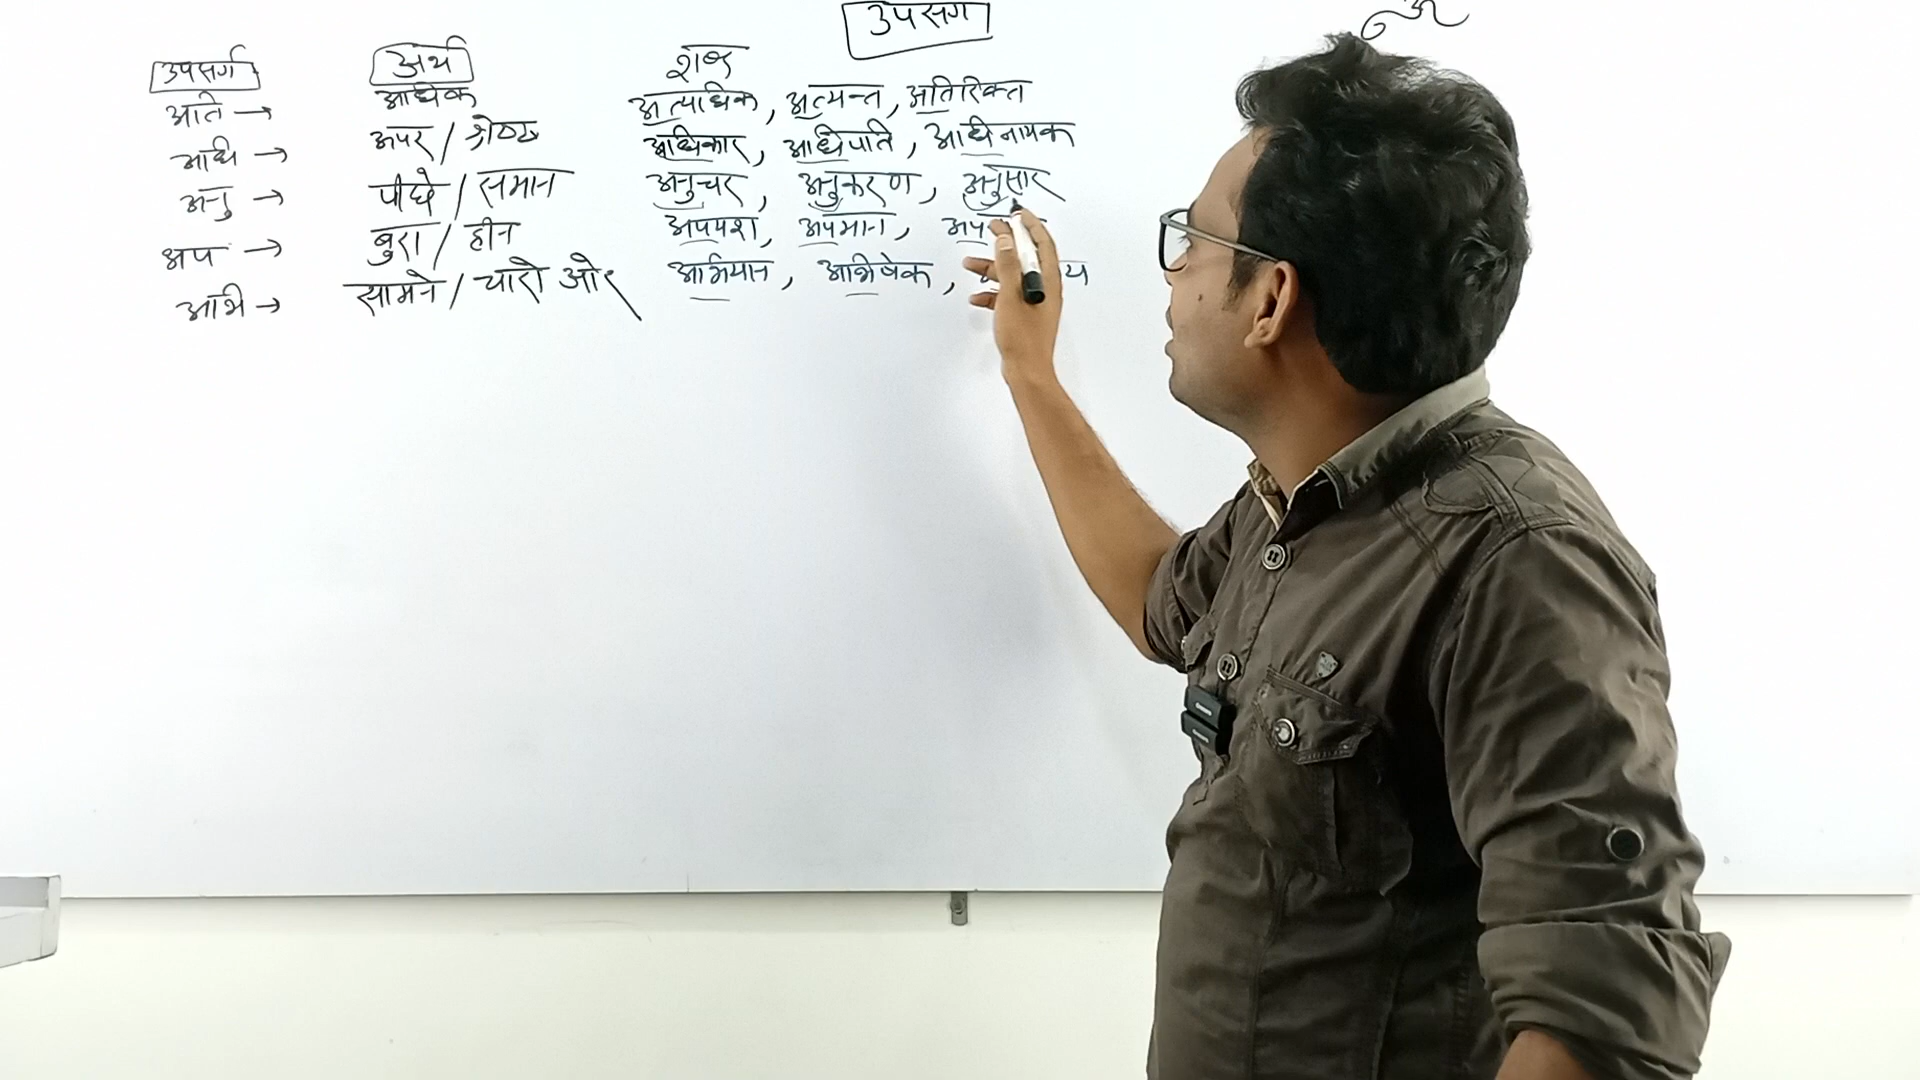 उपसर्ग
उपसर्ग अर्थ शब्द
अति → अधिक अत्याधिक, अत्यन्त, अतिरिक्त
अधि → ऊपर / श्रेष्ठ अधिकार, अधिपति, अधिनायक
अनु → पीछे / समान अनुचर, अनुकरण, अनुसार
अप → बुरा / हीन अपयश, अपमान,
अभि → सामने / चारो ओर अभियान, अभिषेक,